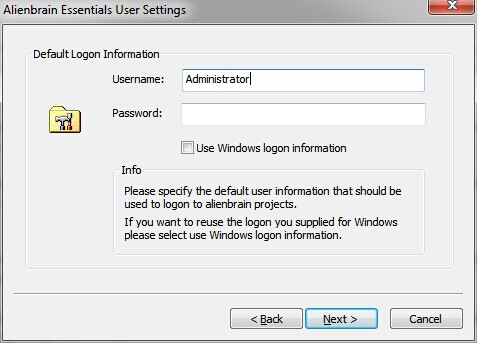 Alienbrain Essentials User Settings
Default Logon Information
Username:
Administrator
Password:
Use Windows logon information
Info
Please specify the default user information that should be
used to logon to alienbrain projects.
If you want to reuse the logon you supplied for Windows
please select use Windows logon information.
< Back
Next >
Cancel